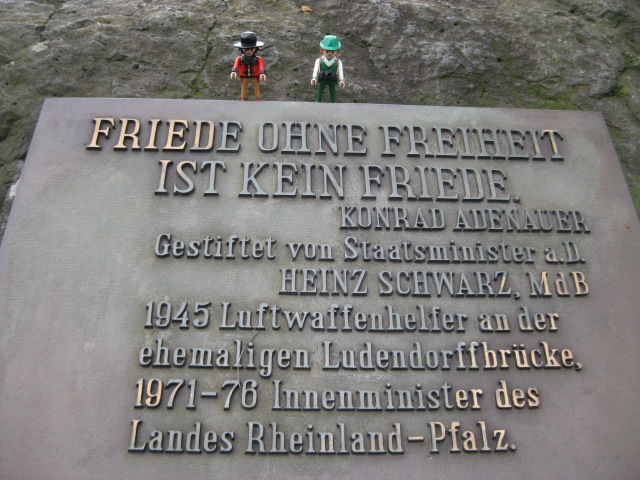 FRIEDE OHNE FREIHEIT
IST KEIN FRIEDE.
KONRAD ADENAUER
Gestiftet von Staatsminister a.D.
HEINZ SCHWARZ, MdB
1945 Luftwaffenhelfer an der
ehemaligen Ludendorffbrücke,
1971-76 Innenminister des
Landes Rheinland-Pfalz.